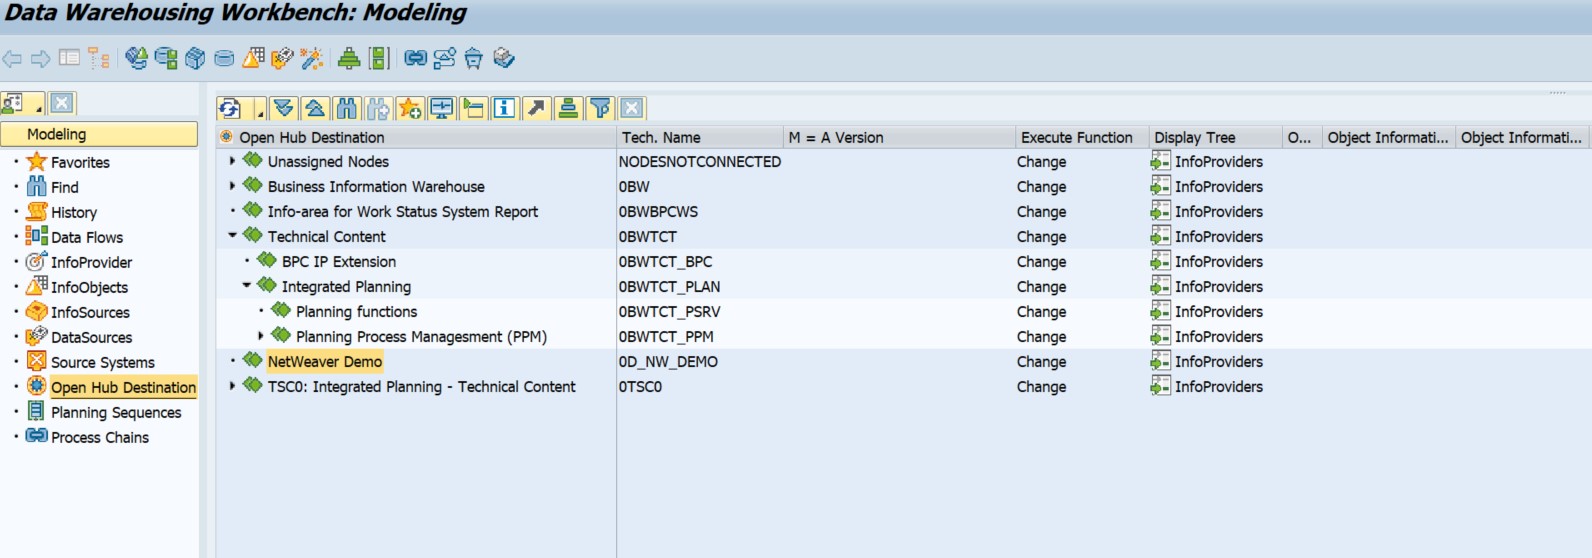 Data Warehousing Workbench: Modeling
Modeling
Favorites
Find
History
Data Flows
InfoProvider
InfoObjects
InfoSources
DataSources
Source Systems
Open Hub Destination
Planning Sequences
Process Chains
Open Hub Destination Tech. Name M = A Version Execute Function Display Tree O... Object Informati... Object Informati...
Unassigned Nodes NODESNOTCONNECTED Change InfoProviders
Business Information Warehouse 0BW Change InfoProviders
Info-area for Work Status System Report 0BWBPCWS Change InfoProviders
Technical Content 0BWTCT Change InfoProviders
BPC IP Extension 0BWTCT_BPC Change InfoProviders
Integrated Planning 0BWTCT_PLAN Change InfoProviders
Planning functions 0BWTCT_PSRV Change InfoProviders
Planning Process Managesment (PPM) 0BWTCT_PPM Change InfoProviders
NetWeaver Demo 0D_NW_DEMO Change InfoProviders
TSC0: Integrated Planning - Technical Content 0TSC0 Change InfoProviders